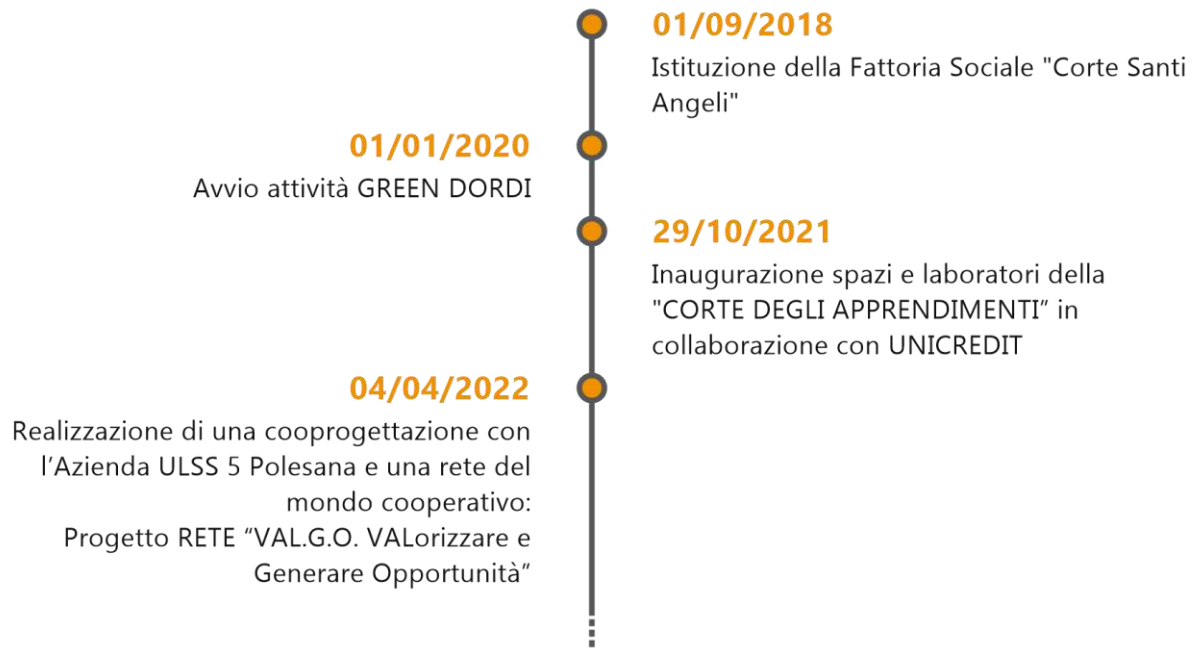 01/09/2018
Istituzione della Fattoria Sociale "Corte Santi
Angeli"
01/01/2020
Avvio attività GREEN DORDI
29/10/2021
Inaugurazione spazi e laboratori della
"CORTE DEGLI APPRENDIMENTI” in
collaborazione con UNICREDIT
04/04/2022
Realizzazione di una cooprogettazione con
l’Azienda ULSS 5 Polesana e una rete del
mondo cooperativo:
Progetto RETE “VAL.G.O. VALorizzare e
Generare Opportunità”